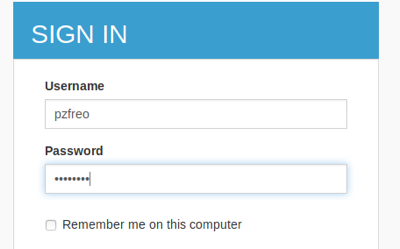 SIGN IN
Username
pzfreo
Password
••••••••
Remember me on this computer